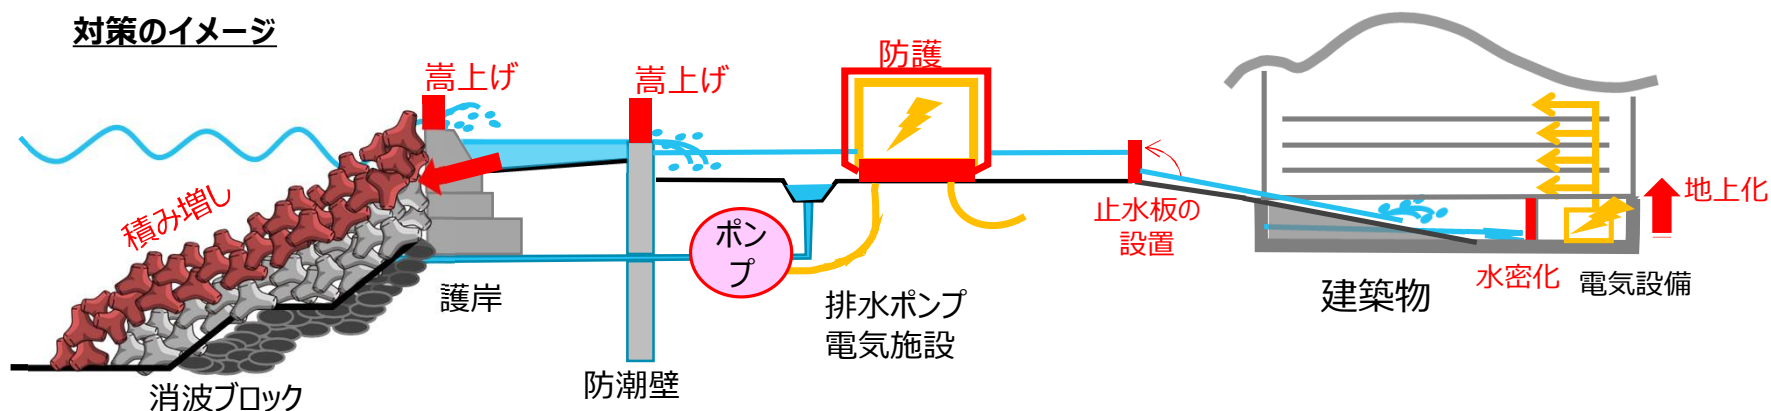 対策のイメージ
嵩上げ
嵩上げ
防護
積み増し
ポン
プ
止水板の
設置
地上化
護岸
排水ポンプ
電気施設
建築物
水密化
電気設備
防潮壁
消波ブロック